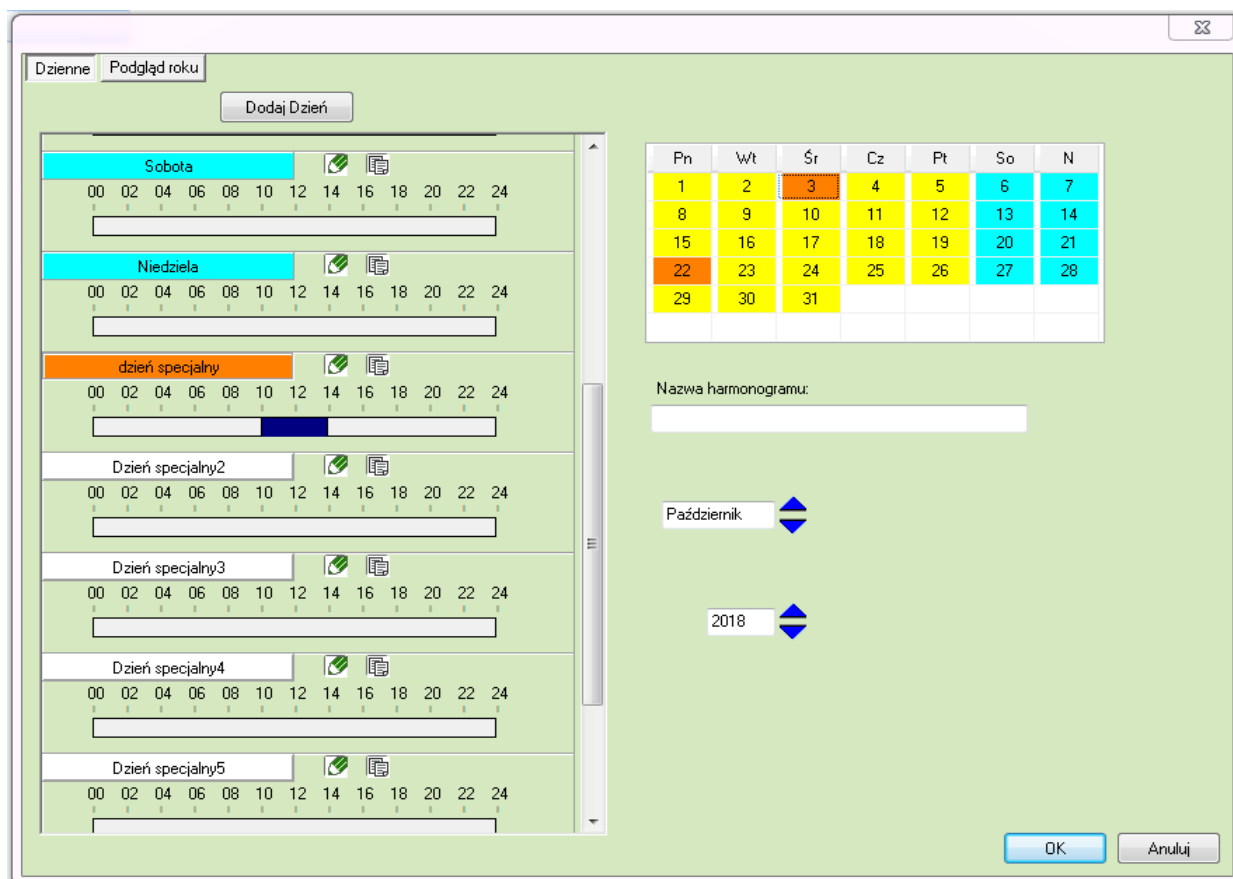 Dzienne Podgląd roku
Dodaj Dzień
Sobota
00 02 04 06 08 10 12 14 16 18 20 22 24
Niedziela
00 02 04 06 08 10 12 14 16 18 20 22 24
dzień specjalny
00 02 04 06 08 10 12 14 16 18 20 22 24
Dzień specjalny2
00 02 04 06 08 10 12 14 16 18 20 22 24
Dzień specjalny3
00 02 04 06 08 10 12 14 16 18 20 22 24
Dzień specjalny4
00 02 04 06 08 10 12 14 16 18 20 22 24
Dzień specjalny5
00 02 04 06 08 10 12 14 16 18 20 22 24
Pn Wt Śr Cz Pt So N
1 2 3 4 5 6 7
8 9 10 11 12 13 14
15 16 17 18 19 20 21
22 23 24 25 26 27 28
29 30 31
Nazwa harmonogramu:
Październik
2018
OK Anuluj